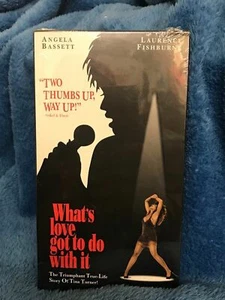 ANGELA
BASSETT
LAURENCE
FISHBURNE
"TWO
THUMBS UP,
WAY UP!"
What's
love
got to do
with it
The Triumphant True-Life
Story Of Tina Turner!